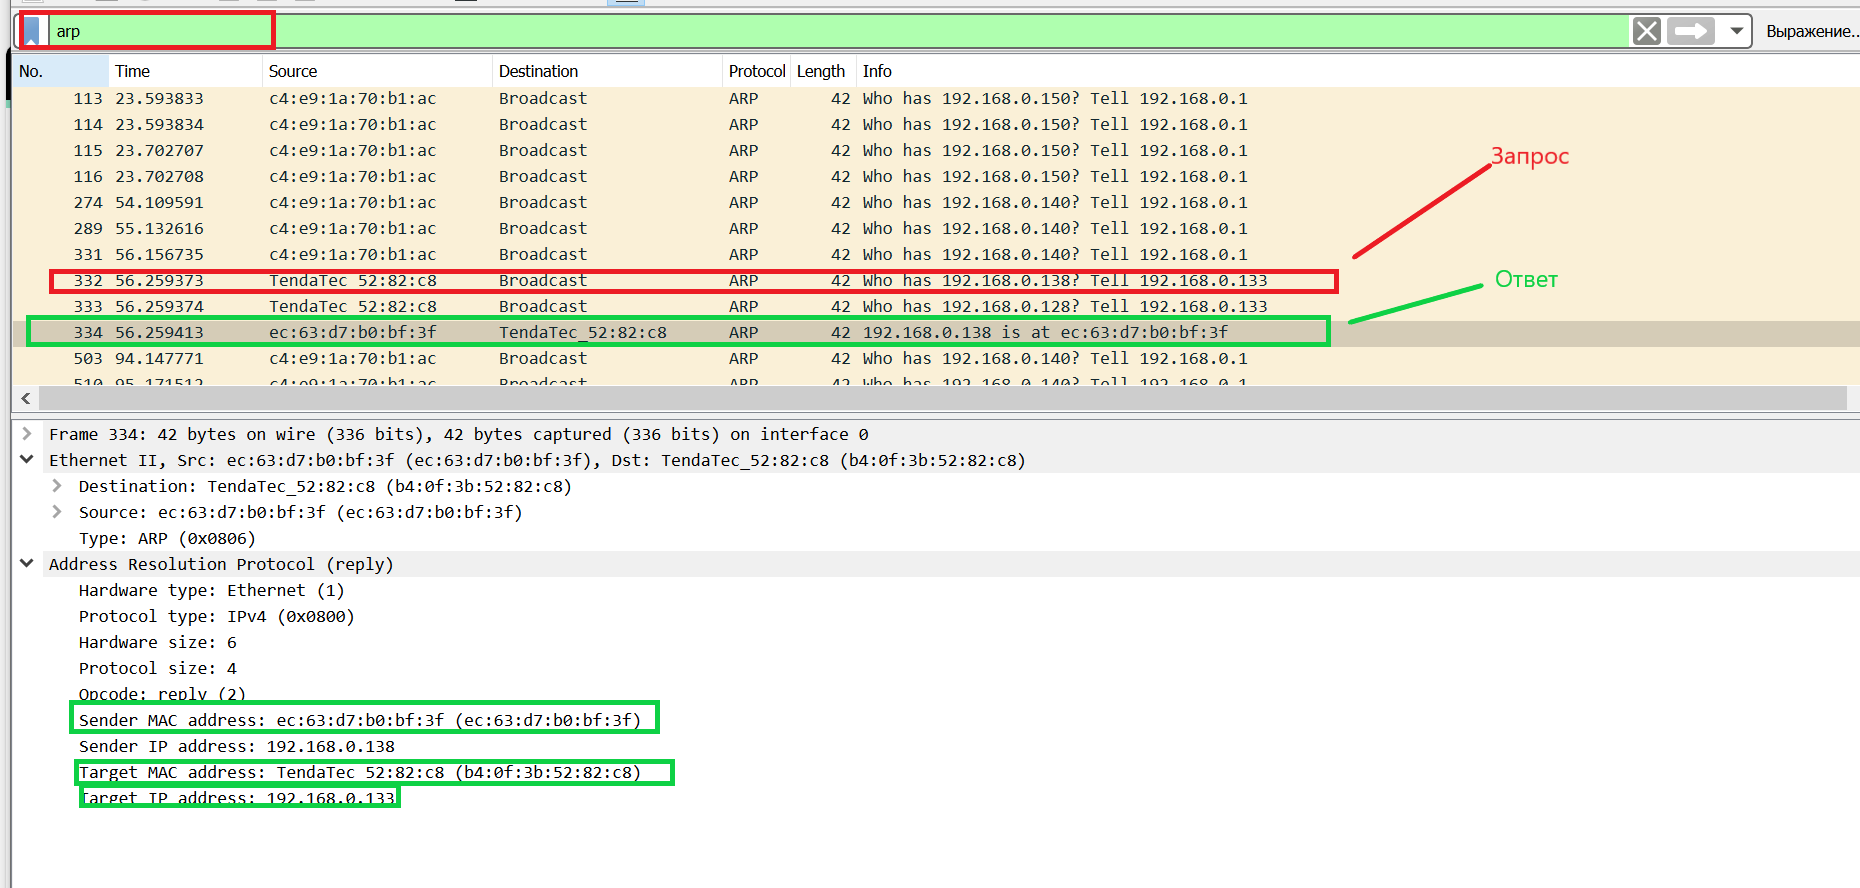 arp
Выражение…
No. Time Source Destination Protocol Length Info
113 23.593833 c4:e9:1a:70:b1:ac Broadcast ARP 42 Who has 192.168.0.150? Tell 192.168.0.1
114 23.593834 c4:e9:1a:70:b1:ac Broadcast ARP 42 Who has 192.168.0.150? Tell 192.168.0.1
115 23.702707 c4:e9:1a:70:b1:ac Broadcast ARP 42 Who has 192.168.0.150? Tell 192.168.0.1
Запрос
116 23.702708 c4:e9:1a:70:b1:ac Broadcast ARP 42 Who has 192.168.0.150? Tell 192.168.0.1
274 54.109591 c4:e9:1a:70:b1:ac Broadcast ARP 42 Who has 192.168.0.140? Tell 192.168.0.1
289 55.132616 c4:e9:1a:70:b1:ac Broadcast ARP 42 Who has 192.168.0.140? Tell 192.168.0.1
331 56.156735 c4:e9:1a:70:b1:ac Broadcast ARP 42 Who has 192.168.0.140? Tell 192.168.0.1
332 56.259373 TendaTec_52:82:c8 Broadcast ARP 42 Who has 192.168.0.138? Tell 192.168.0.133
Ответ
333 56.259374 TendaTec_52:82:c8 Broadcast ARP 42 Who has 192.168.0.128? Tell 192.168.0.133
334 56.259413 ec:63:d7:b0:bf:3f TendaTec_52:82:c8 ARP 42 192.168.0.138 is at ec:63:d7:b0:bf:3f
503 94.147771 c4:e9:1a:70:b1:ac Broadcast ARP 42 Who has 192.168.0.140? Tell 192.168.0.1
510 95.171512 c4:e9:1a:70:b1:ac Broadcast ARP 42 Who has 192.168.0.140? Tell 192.168.0.1
Frame 334: 42 bytes on wire (336 bits), 42 bytes captured (336 bits) on interface 0
Ethernet II, Src: ec:63:d7:b0:bf:3f (ec:63:d7:b0:bf:3f), Dst: TendaTec_52:82:c8 (b4:0f:3b:52:82:c8)
Destination: TendaTec_52:82:c8 (b4:0f:3b:52:82:c8)
Source: ec:63:d7:b0:bf:3f (ec:63:d7:b0:bf:3f)
Type: ARP (0x0806)
Address Resolution Protocol (reply)
Hardware type: Ethernet (1)
Protocol type: IPv4 (0x0800)
Hardware size: 6
Protocol size: 4
Opcode: reply (2)
Sender MAC address: ec:63:d7:b0:bf:3f (ec:63:d7:b0:bf:3f)
Sender IP address: 192.168.0.138
Target MAC address: TendaTec_52:82:c8 (b4:0f:3b:52:82:c8)
Target IP address: 192.168.0.133